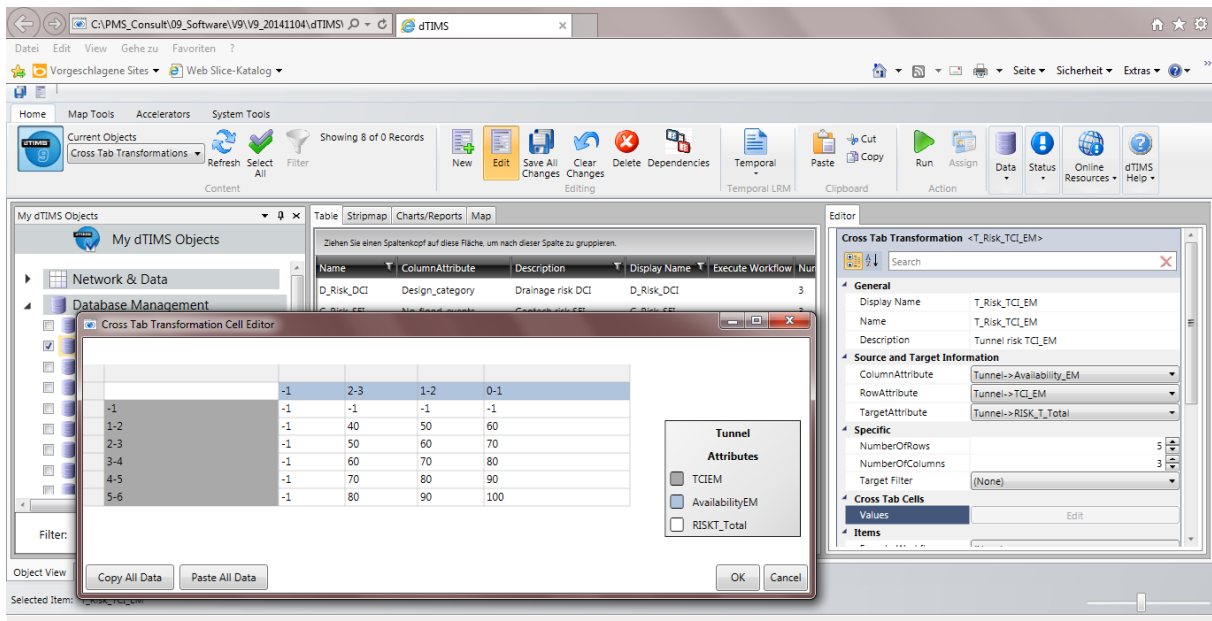 C:\PMS_Consult\09_Software\V9\V9_20141104\dTIMS\
dTIMS
Datei Edit View Gehe zu Favoriten ?
Vorgeschlagene Sites Web Slice-Katalog
Seite Sicherheit Extras
Home Map Tools Accelerators System Tools
dTIMS 9
Current Objects
Cross Tab Transformations
Refresh Select All Filter
Showing 8 of 0 Records
New Edit Save All Changes Clear Changes Delete Dependencies
Temporal
Paste Cut
Copy
Run Assign Data Status Online Resources dTIMS Help
Content Editing Temporal LRM Clipboard Action
My dTIMS Objects
My dTIMS Objects
Network & Data
Database Management
Filter:
Object View
Selected Item: T_Risk_TCI_EM
Table Stripmap Charts/Reports Map
Ziehen Sie einen Spaltenkopf auf diese Fläche, um nach dieser Spalte zu gruppieren.
Name ColumnAttribute Description Display Name Execute Workflow Num
D_Risk_DCI Design_category Drainage risk DCI D_Risk_DCI 3
Cross Tab Transformation Cell Editor
-1 2-3 1-2 0-1
-1 -1 -1 -1 -1
1-2 -1 40 50 60
2-3 -1 50 60 70
3-4 -1 60 70 80
4-5 -1 70 80 90
5-6 -1 80 90 100
Tunnel
Attributes
TCIEM
AvailabilityEM
RISKT_Total
Copy All Data Paste All Data OK Cancel
Editor
Cross Tab Transformation <T_Risk_TCI_EM>
Search
General
Display Name T_Risk_TCI_EM
Name T_Risk_TCI_EM
Description Tunnel risk TCI_EM
Source and Target Information
ColumnAttribute Tunnel->Availability_EM
RowAttribute Tunnel->TCI_EM
TargetAttribute Tunnel->RISK_T_Total
Specific
NumberOfRows 5
NumberOfColumns 3
Target Filter (None)
Cross Tab Cells
Values Edit
Items